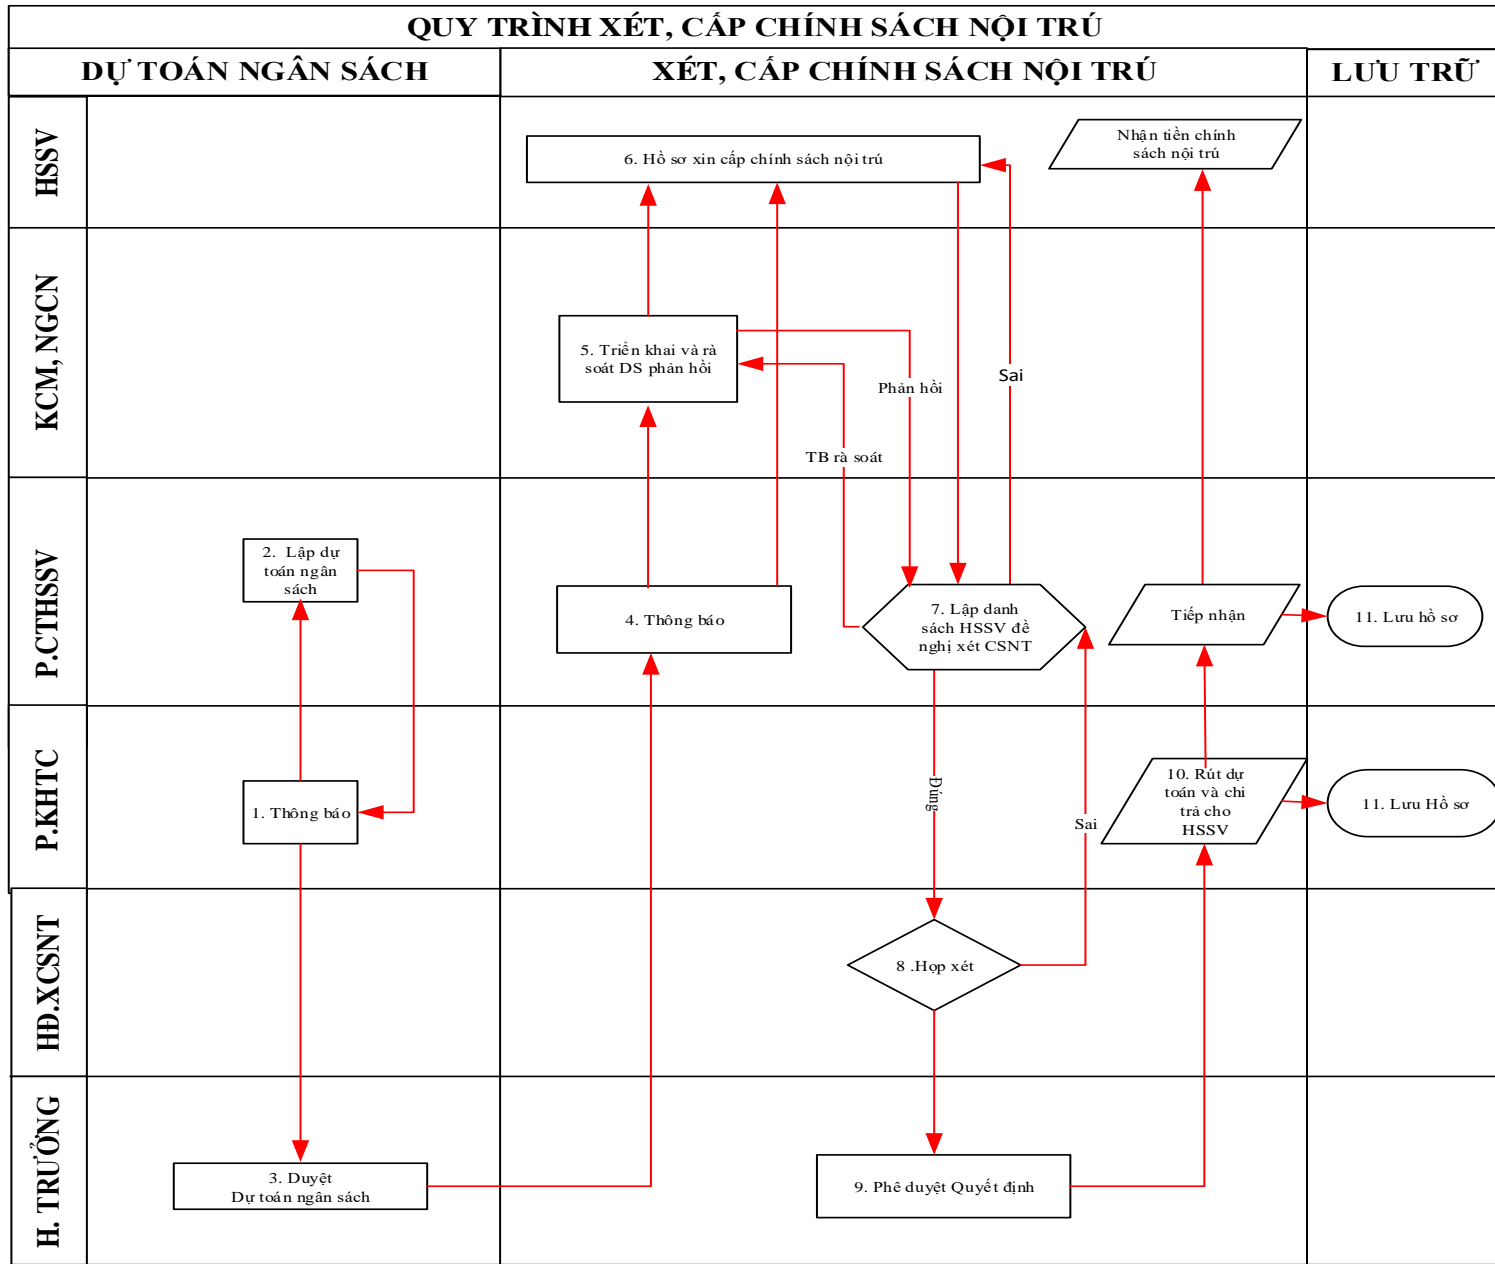 QUY TRÌNH XÉT, CẤP CHÍNH SÁCH NỘI TRÚ
DỰ TOÁN NGÂN SÁCH
XÉT, CẤP CHÍNH SÁCH NỘI TRÚ
LƯU TRỮ
HSSV
6. Hồ sơ xin cấp chính sách nội trú
Nhận tiền chính
sách nội trú
KCM, NGCN
5. Triển khai và rà
soát DS phản hồi
Phản hồi
Sai
TB rà soát
P.CTHSSV
2. Lập dự
toán ngân
sách
4. Thông báo
7. Lập danh
sách HSSV đề
nghị xét CSNT
Tiếp nhận
11. Lưu hồ sơ
P.KHTC
1. Thông báo
Đúng
Sai
10. Rút dự
toán và chi
trả cho
HSSV
11. Lưu Hồ sơ
HĐ.XCSNT
8 .Họp xét
H. TRƯỞNG
3. Duyệt
Dự toán ngân sách
9. Phê duyệt Quyết định